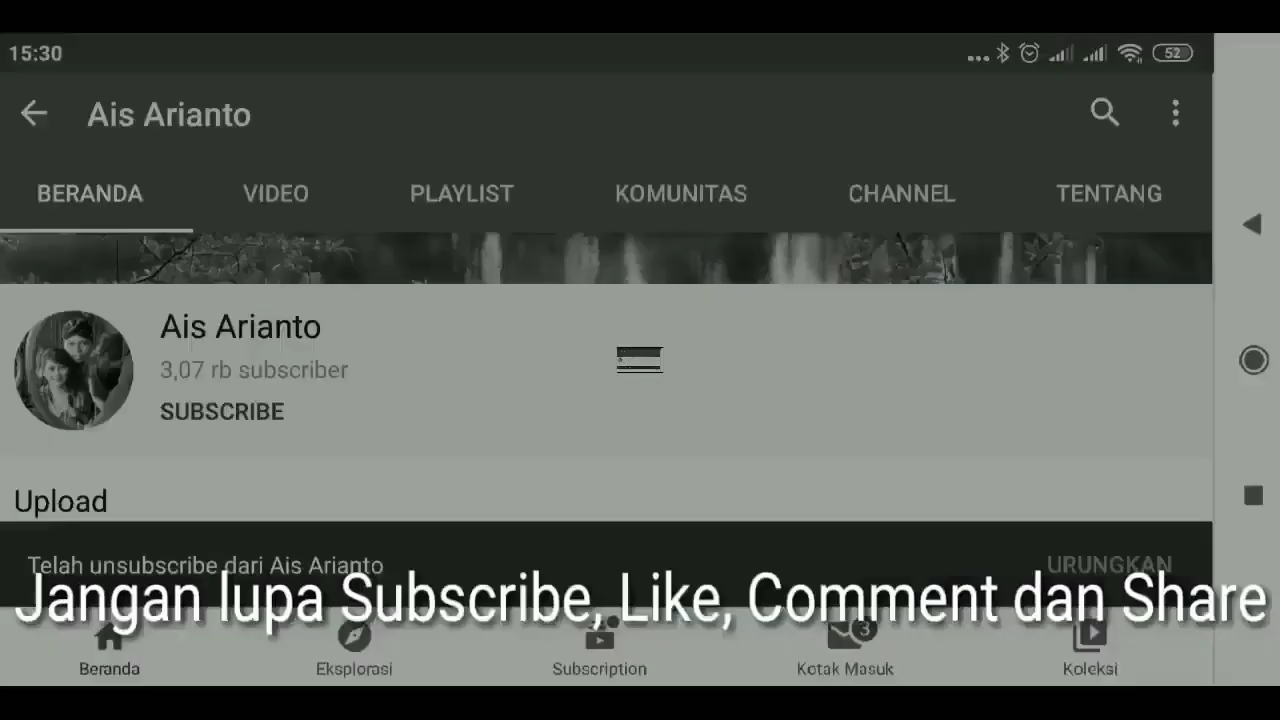 15:30
52
Ais Arianto
BERANDA VIDEO PLAYLIST KOMUNITAS CHANNEL TENTANG
Ais Arianto
3,07 rb subscriber
SUBSCRIBE
Upload
Telah unsubscribe dari Ais Arianto URUNGKAN
Jangan lupa Subscribe, Like, Comment dan Share
3
Beranda Eksplorasi Subscription Kotak Masuk Koleksi